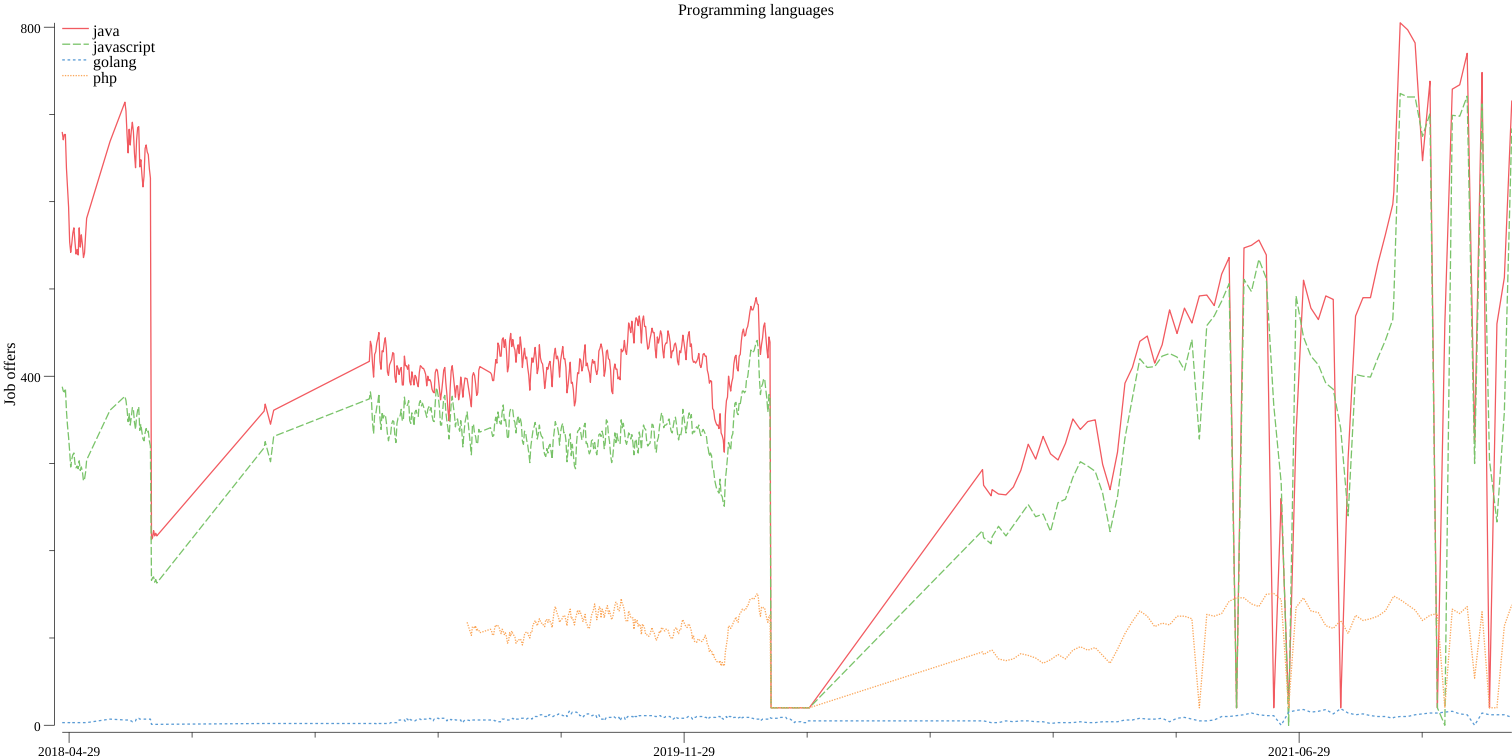 Programming languages
800
java
javascript
golang
php
Job offers
400
0
2018-04-29
2019-11-29
2021-06-29